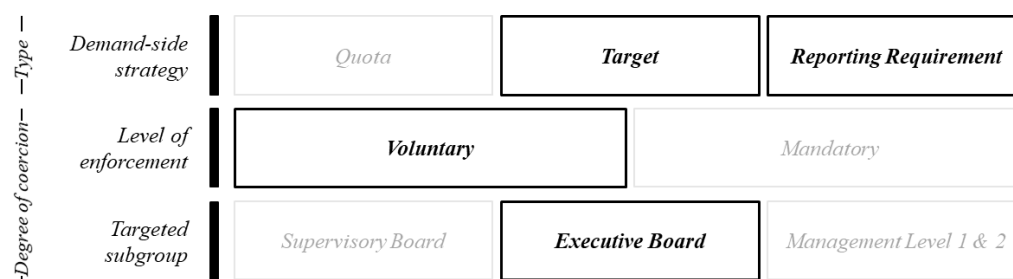 Type
Demand-side
strategy
Quota
Target
Reporting Requirement
Degree of coercion
Level of
enforcement
Voluntary
Mandatory
Targeted
subgroup
Supervisory Board
Executive Board
Management Level 1 & 2